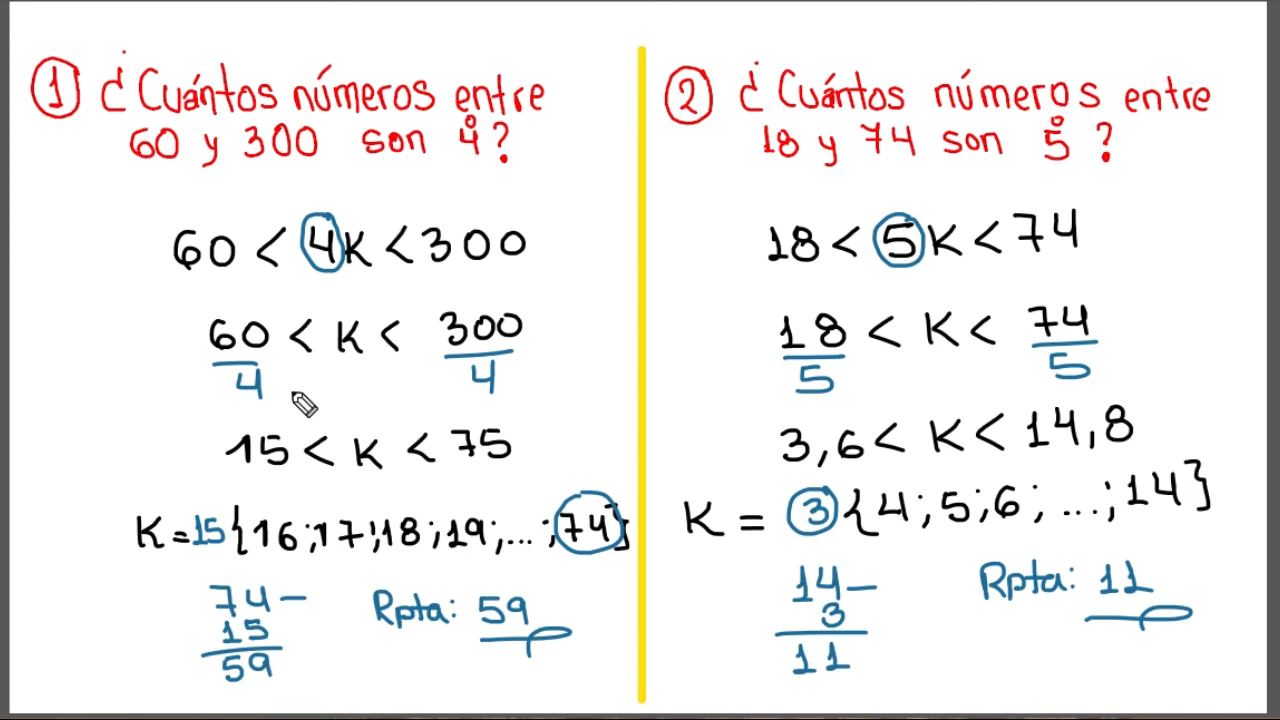 ① ¿Cuántos números entre
60 y 300 son 4̊?
60 < 4K < 300
60/4 < K < 300/4
15 < K < 75
K = 15 {16;17;18;19;...;74}
74 -
15
59
Rpta: 59
② ¿Cuántos números entre
18 y 74 son 5̊?
18 < 5K < 74
18/5 < K < 74/5
3,6 < K < 14,8
K = 3 {4;5;6;...;14}
14 -
3
11
Rpta: 11